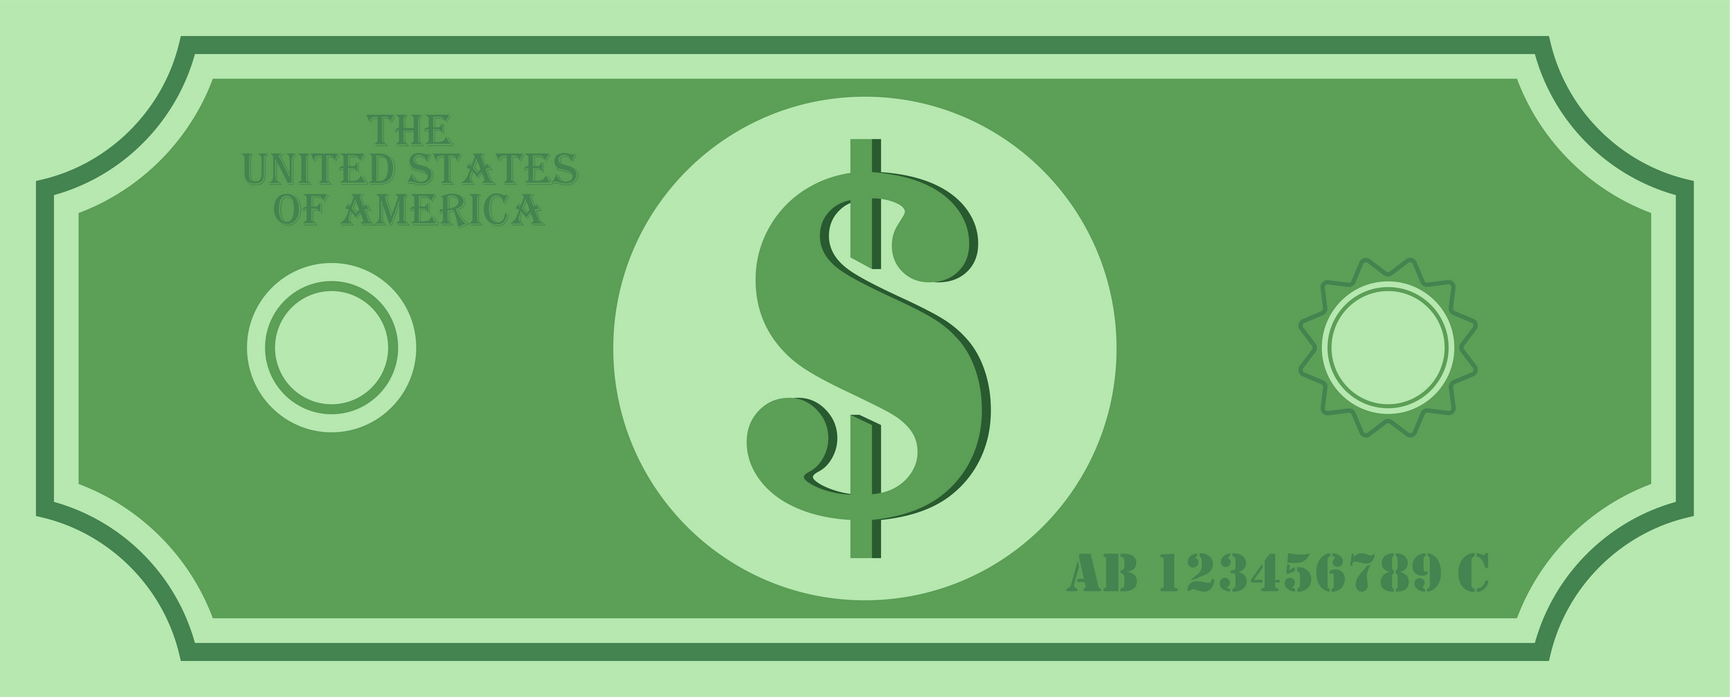 THE
UNITED STATES
OF AMERICA
$
AB 123456789 C